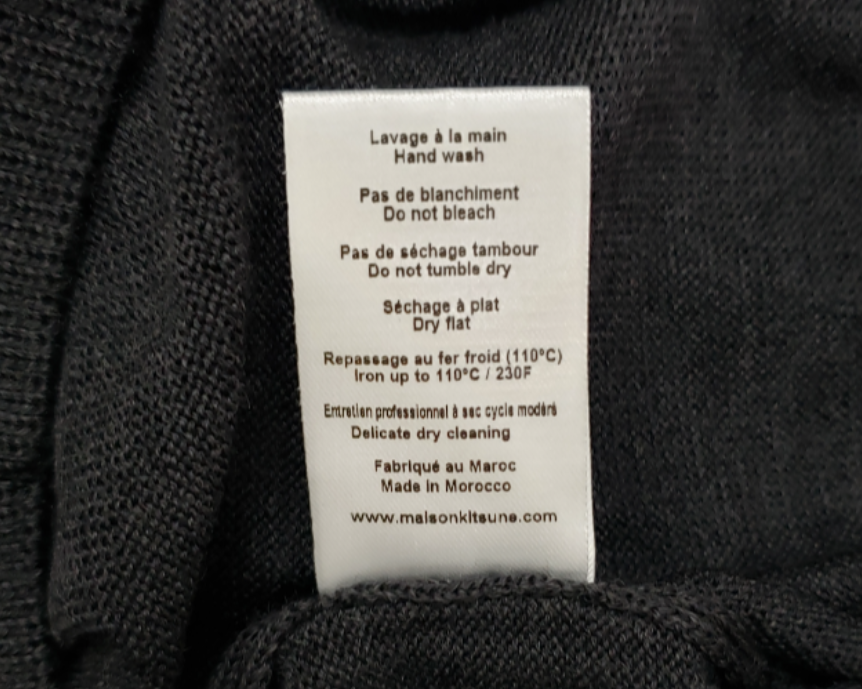 Lavage à la main
Hand wash
Pas de blanchiment
Do not bleach
Pas de séchage tambour
Do not tumble dry
Séchage à plat
Dry flat
Repassage au fer froid (110°C)
Iron up to 110°C / 230F
Entretien professionnel à sec cycle modéré
Delicate dry cleaning
Fabriqué au Maroc
Made in Morocco
www.maisonkitsune.com